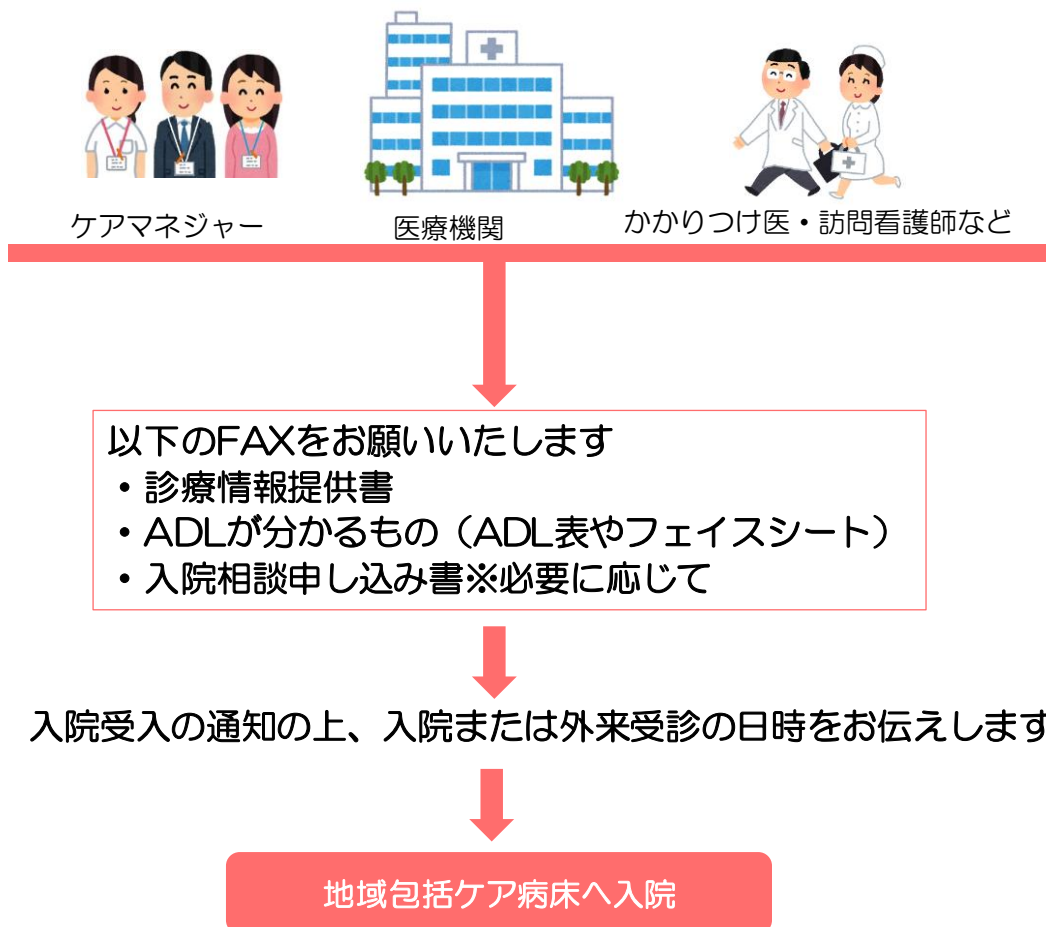 ケアマネジャー
医療機関
かかりつけ医・訪問看護師など
以下のFAXをお願いいたします
・診療情報提供書
・ADLが分かるもの（ADL表やフェイスシート）
・入院相談申し込み書※必要に応じて
入院受入の通知の上、入院または外来受診の日時をお伝えします
地域包括ケア病床へ入院